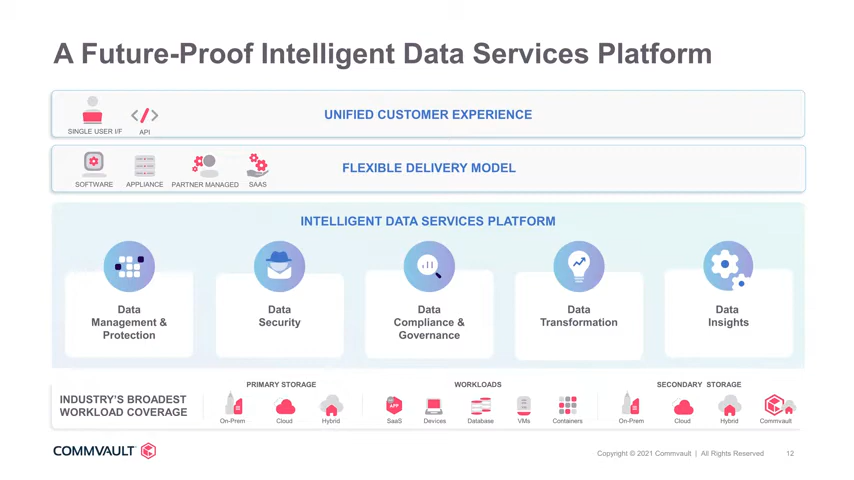 A Future-Proof Intelligent Data Services Platform
UNIFIED CUSTOMER EXPERIENCE
SINGLE USER I/F
API
FLEXIBLE DELIVERY MODEL
SOFTWARE
APPLIANCE
PARTNER MANAGED
SAAS
INTELLIGENT DATA SERVICES PLATFORM
Data
Management &
Protection
Data
Security
Data
Compliance &
Governance
Data
Transformation
Data
Insights
INDUSTRY'S BROADEST
WORKLOAD COVERAGE
PRIMARY STORAGE
On-Prem
Cloud
Hybrid
WORKLOADS
APP
SaaS
Devices
Database
VMs
Containers
SECONDARY STORAGE
On-Prem
Cloud
Hybrid
Commvault
COMMVAULT
Copyright © 2021 Commvault | All Rights Reserved
12